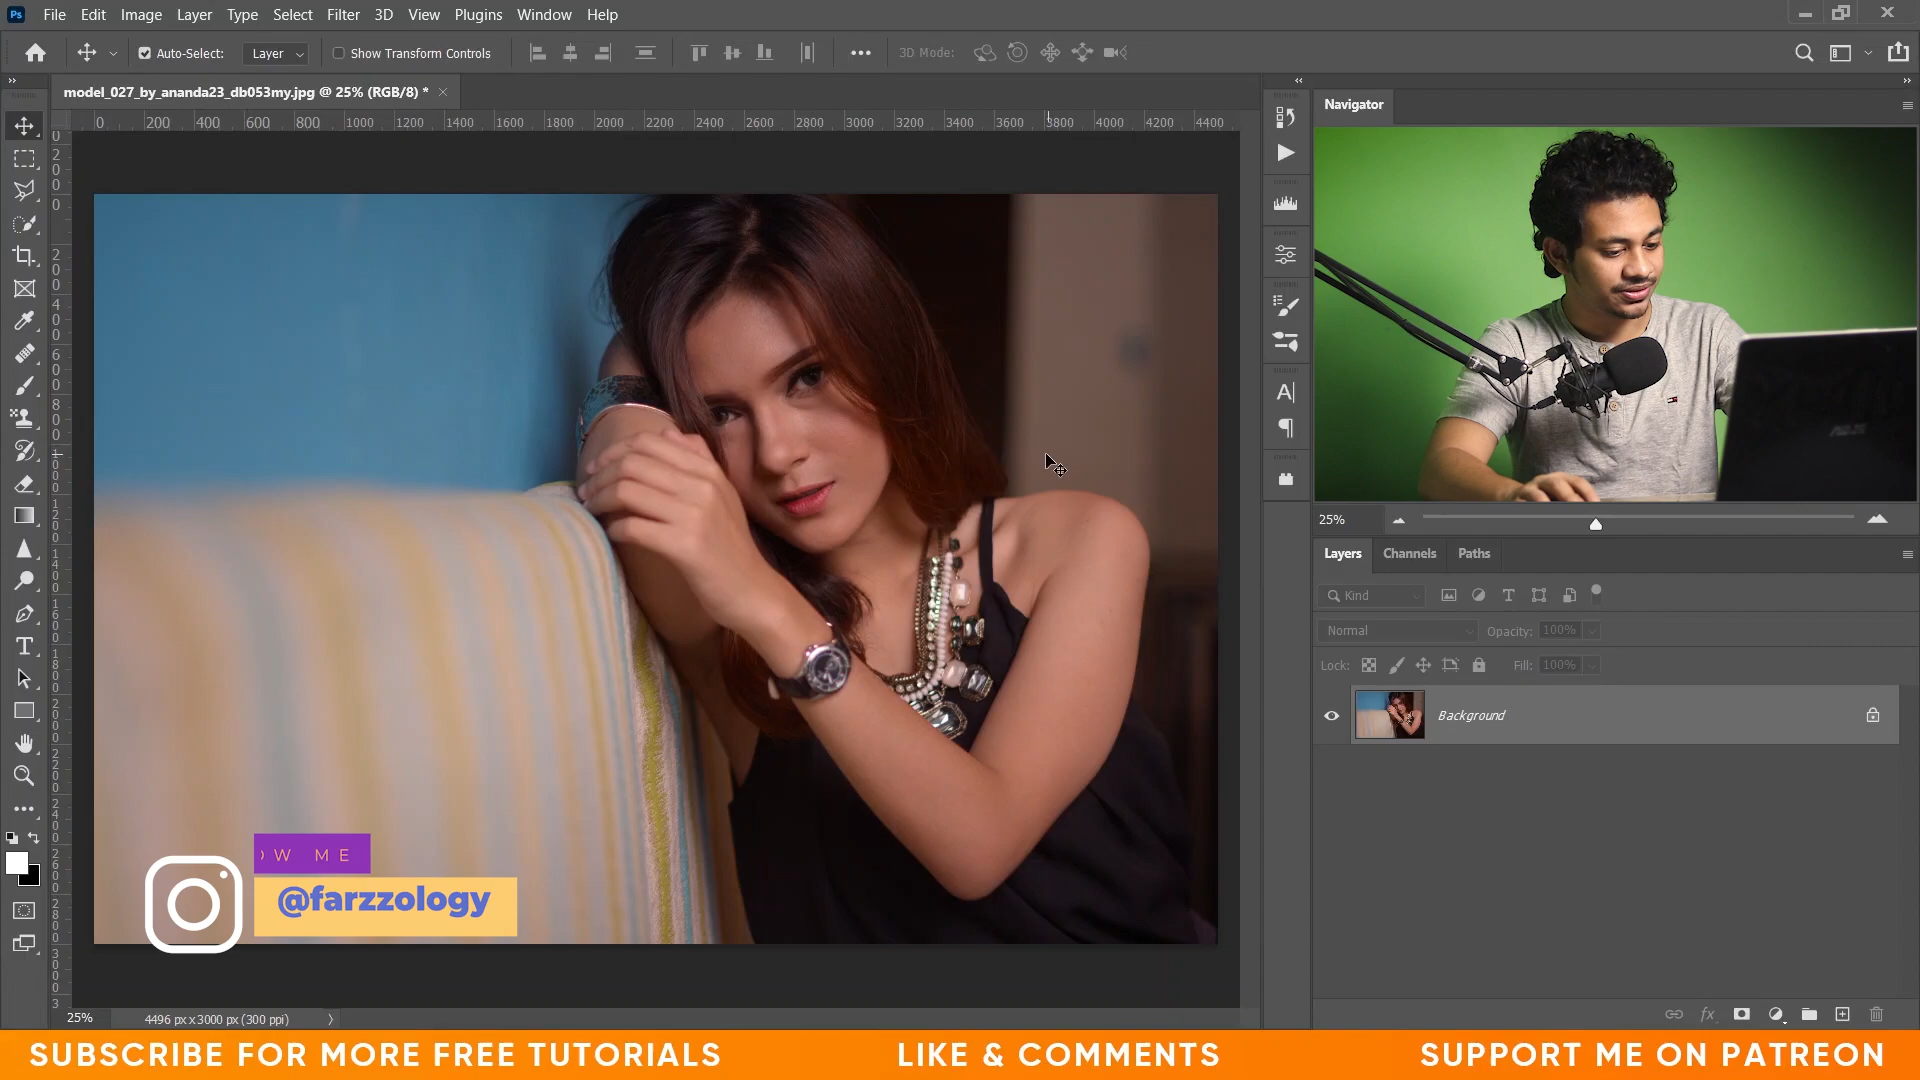 Ps File Edit Image Layer Type Select Filter 3D View Plugins Window Help
Auto-Select: Layer Show Transform Controls 3D Mode:
model_027_by_ananda23_db053my.jpg @ 25% (RGB/8) *
0 200 400 600 800 1000 1200 1400 1600 1800 2000 2200 2400 2600 2800 3000 3200 3400 3600 3800 4000 4200 4400
Navigator
ASUS
25%
Layers Channels Paths
Kind
Normal Opacity: 100%
Lock: Fill: 100%
Background
OW ME
@farzzology
25% 4496 px x 3000 px (300 ppi)
SUBSCRIBE FOR MORE FREE TUTORIALS LIKE & COMMENTS SUPPORT ME ON PATREON